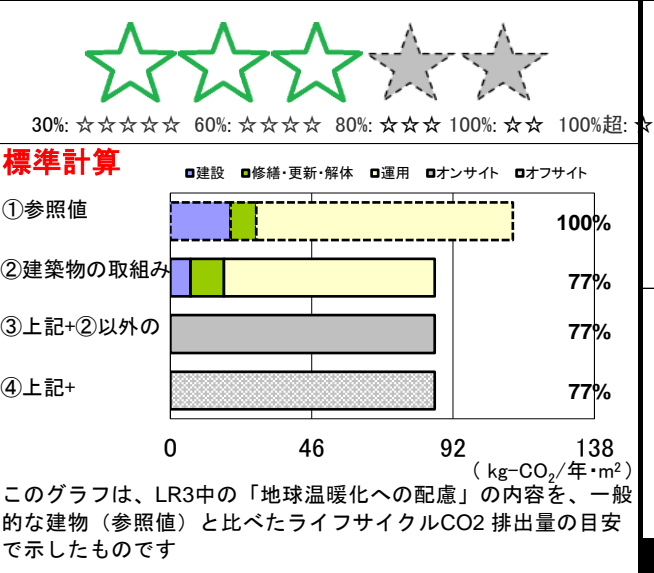 30%: ☆☆☆☆☆ 60%: ☆☆☆☆ 80%: ☆☆☆ 100%: ☆☆ 100%超: ☆
標準計算
建設 修繕・更新・解体 運用 オンサイト オフサイト
①参照値 100%
②建築物の取組み 77%
③上記+②以外の 77%
④上記+ 77%
0 46 92 138
( kg-CO₂/年・m² )
このグラフは、LR3中の「地球温暖化への配慮」の内容を、一般
的な建物（参照値）と比べたライフサイクルCO2 排出量の目安
で示したものです